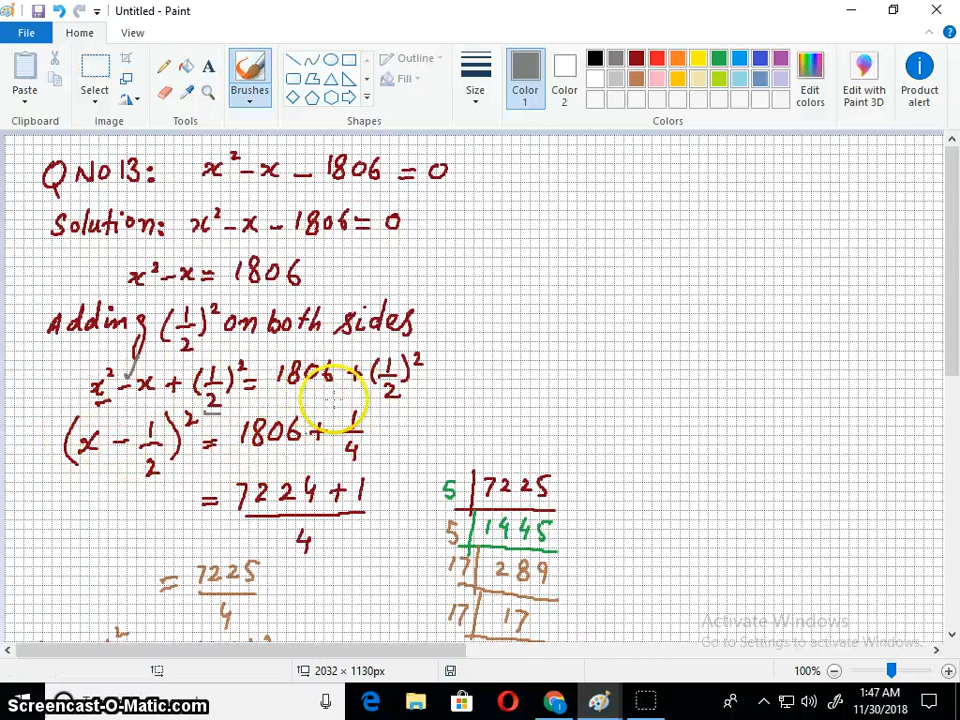 Untitled - Paint
File Home View
Paste Select Brushes Size Color 1 Color 2 Edit colors Edit with Paint 3D Product alert
Outline
Fill
Clipboard Image Tools Shapes Colors
Q No 13: x² - x - 1806 = 0
Solution: x² - x - 1806 = 0
x² - x = 1806
Adding (1/2)² on both sides
x² - x + (1/2)² = 1806 + (1/2)²
(x - 1/2)² = 1806 + 1/4
= 7224 + 1 / 4
= 7225 / 4
5 | 7225
5 | 1445
17 | 289
17 | 17
Activate Windows
Go to Settings to activate Windows.
2032 × 1130px 100%
Screencast-O-Matic.com
1:47 AM
11/30/2018